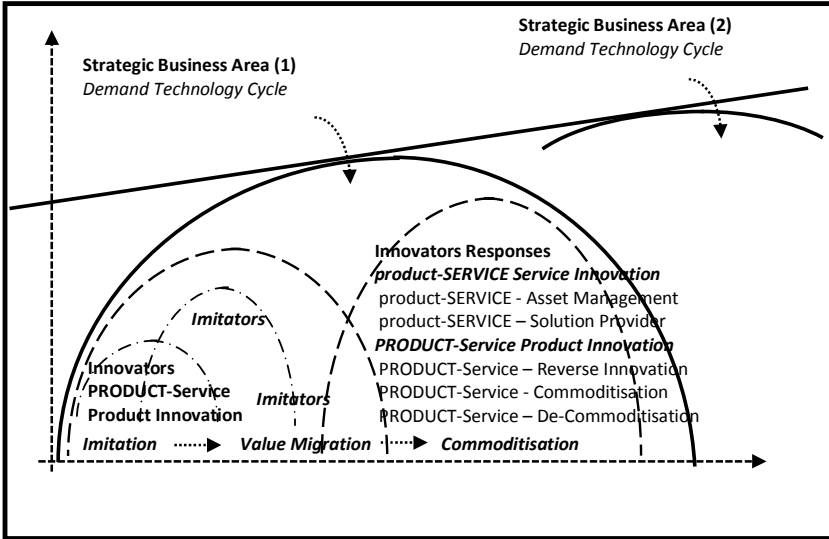 Strategic Business Area (1)
Demand Technology Cycle
Strategic Business Area (2)
Demand Technology Cycle
Innovators Responses
product-SERVICE Service Innovation
product-SERVICE - Asset Management
product-SERVICE – Solution Provider
PRODUCT-Service Product Innovation
PRODUCT-Service – Reverse Innovation
PRODUCT-Service - Commoditisation
PRODUCT-Service – De-Commoditisation
Imitators
Imitators
Innovators
PRODUCT-Service
Product Innovation
Imitation
Value Migration
Commoditisation